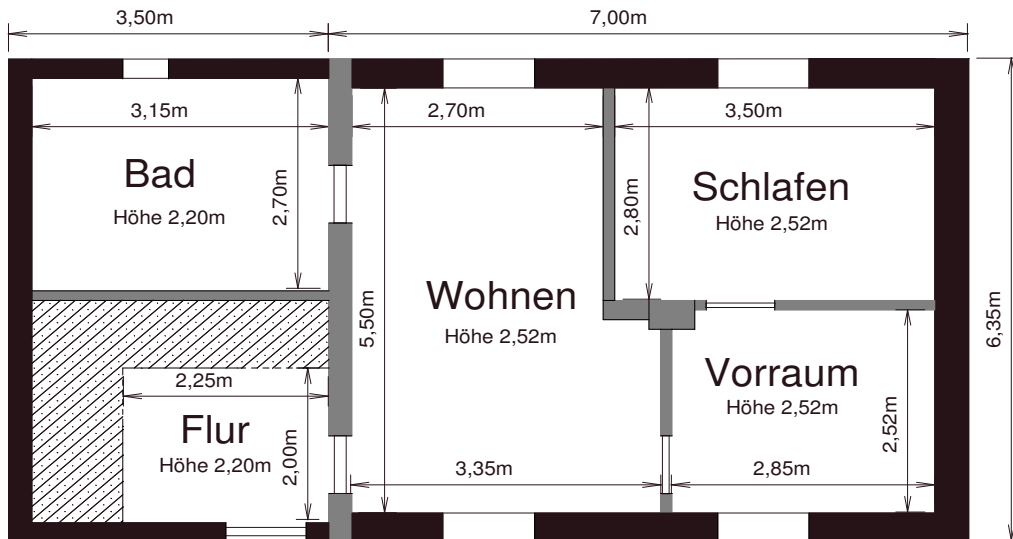 3,50m
7,00m
3,15m
2,70m
3,50m
Bad
Höhe 2,20m
2,70m
Schlafen
Höhe 2,52m
2,80m
Wohnen
Höhe 2,52m
5,50m
6,35m
Vorraum
Höhe 2,52m
2,52m
2,25m
Flur
Höhe 2,20m
2,00m
3,35m
2,85m